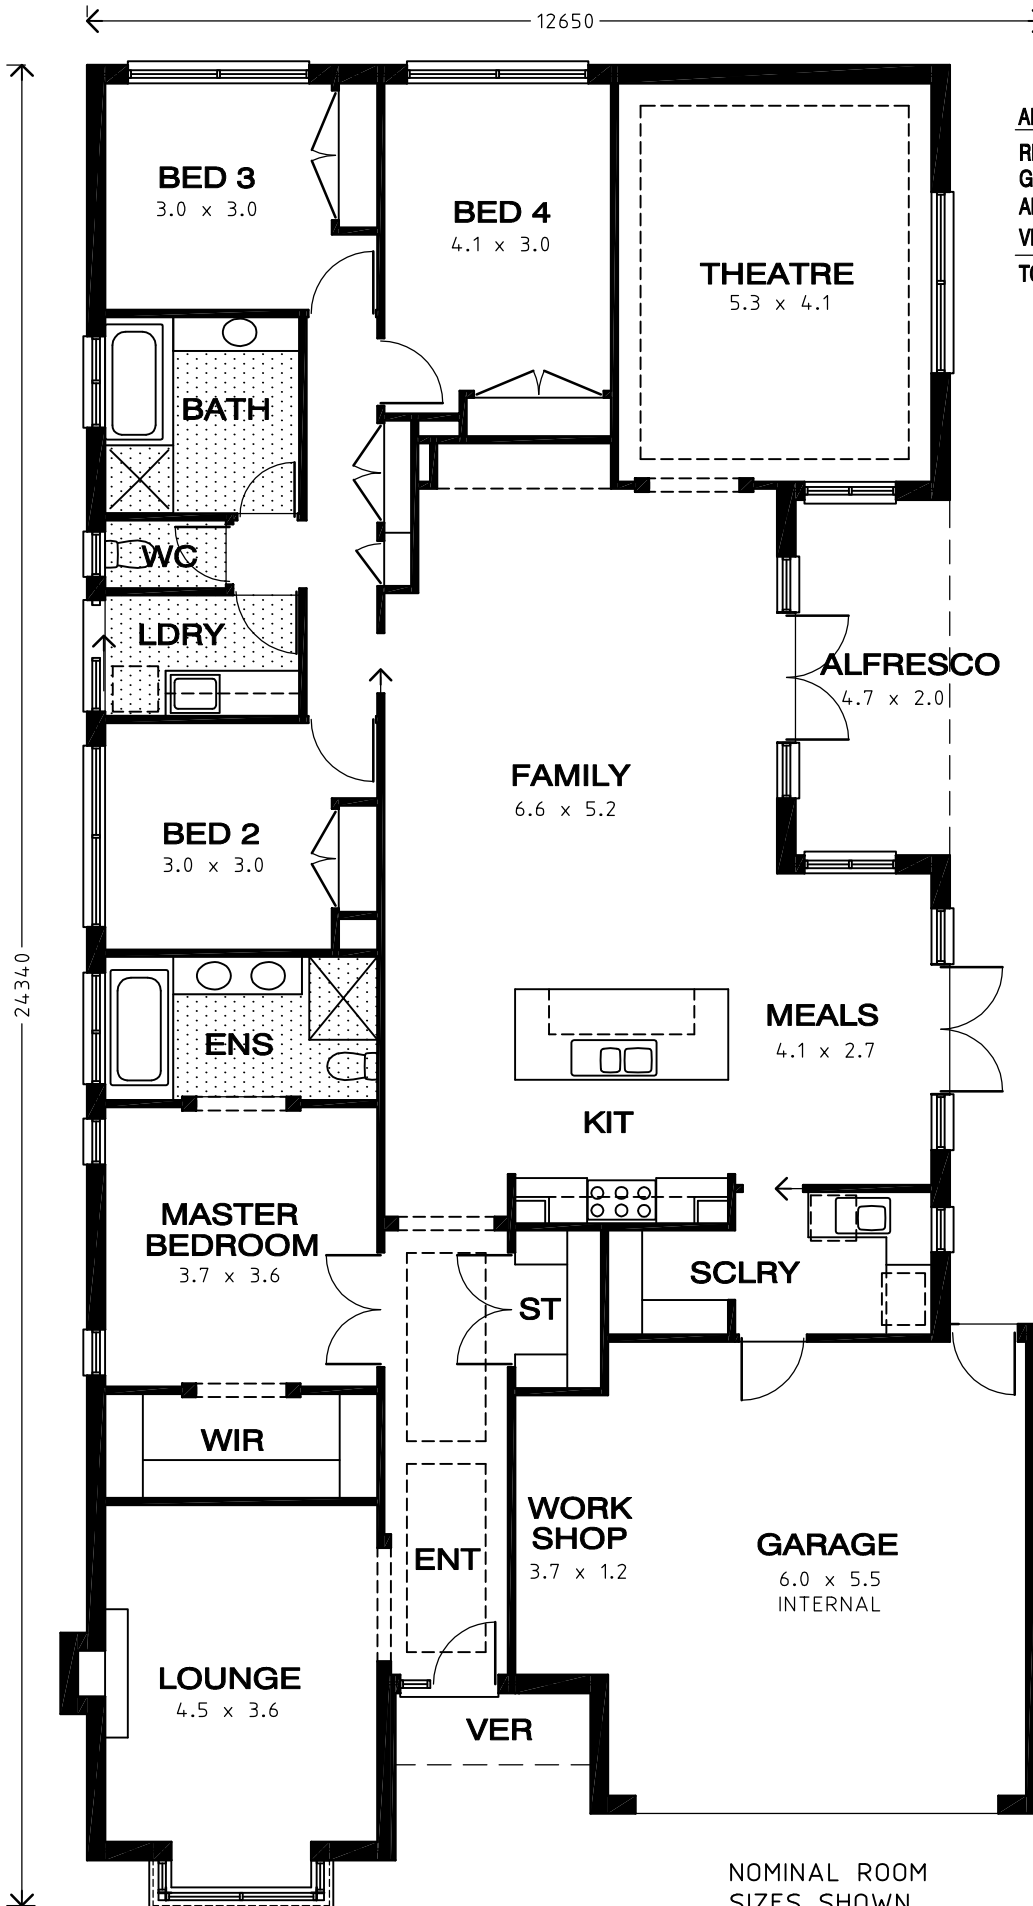 12650
BED 3
3.0 x 3.0
BED 4
4.1 x 3.0
THEATRE
5.3 x 4.1
BATH
WC
LDRY
ALFRESCO
4.7 x 2.0
FAMILY
6.6 x 5.2
BED 2
3.0 x 3.0
24340
ENS
MEALS
4.1 x 2.7
KIT
MASTER
BEDROOM
3.7 x 3.6
SCLRY
ST
WIR
WORK
SHOP
3.7 x 1.2
GARAGE
6.0 x 5.5
INTERNAL
ENT
LOUNGE
4.5 x 3.6
VER
NOMINAL ROOM
SIZES SHOWN